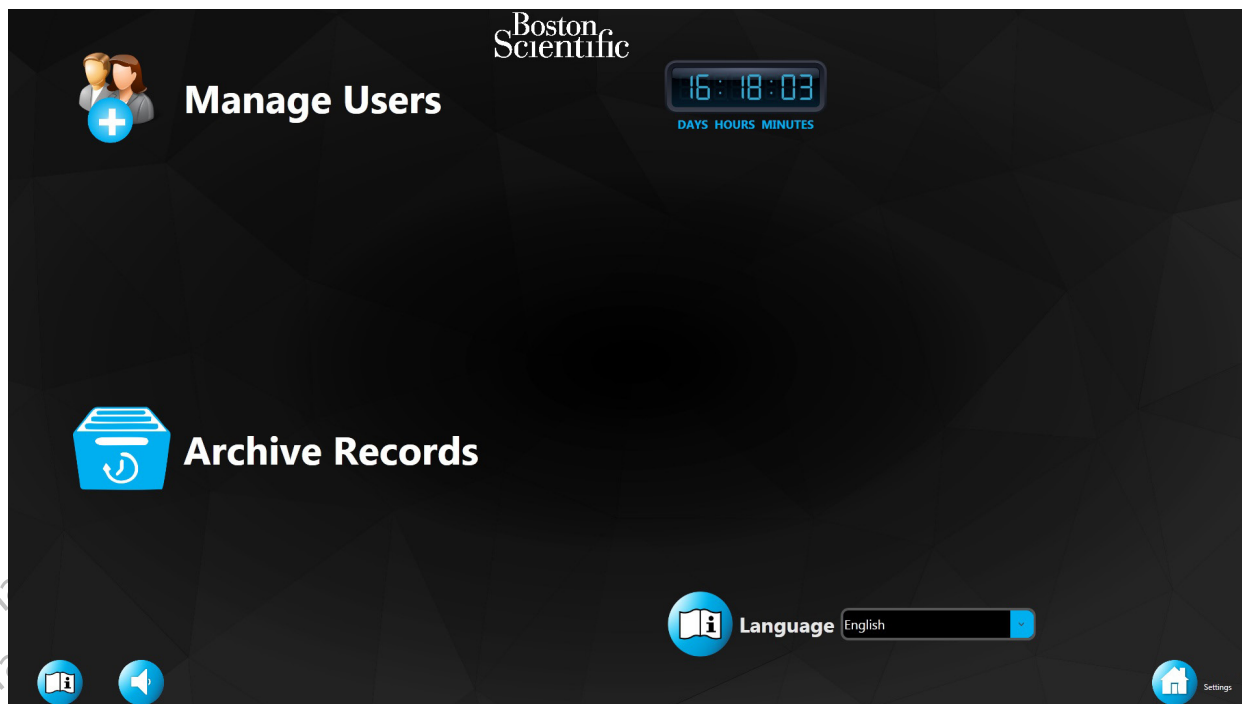 Boston
Scientific
Manage Users
16:18:03
DAYS HOURS MINUTES
Archive Records
Language English
Settings